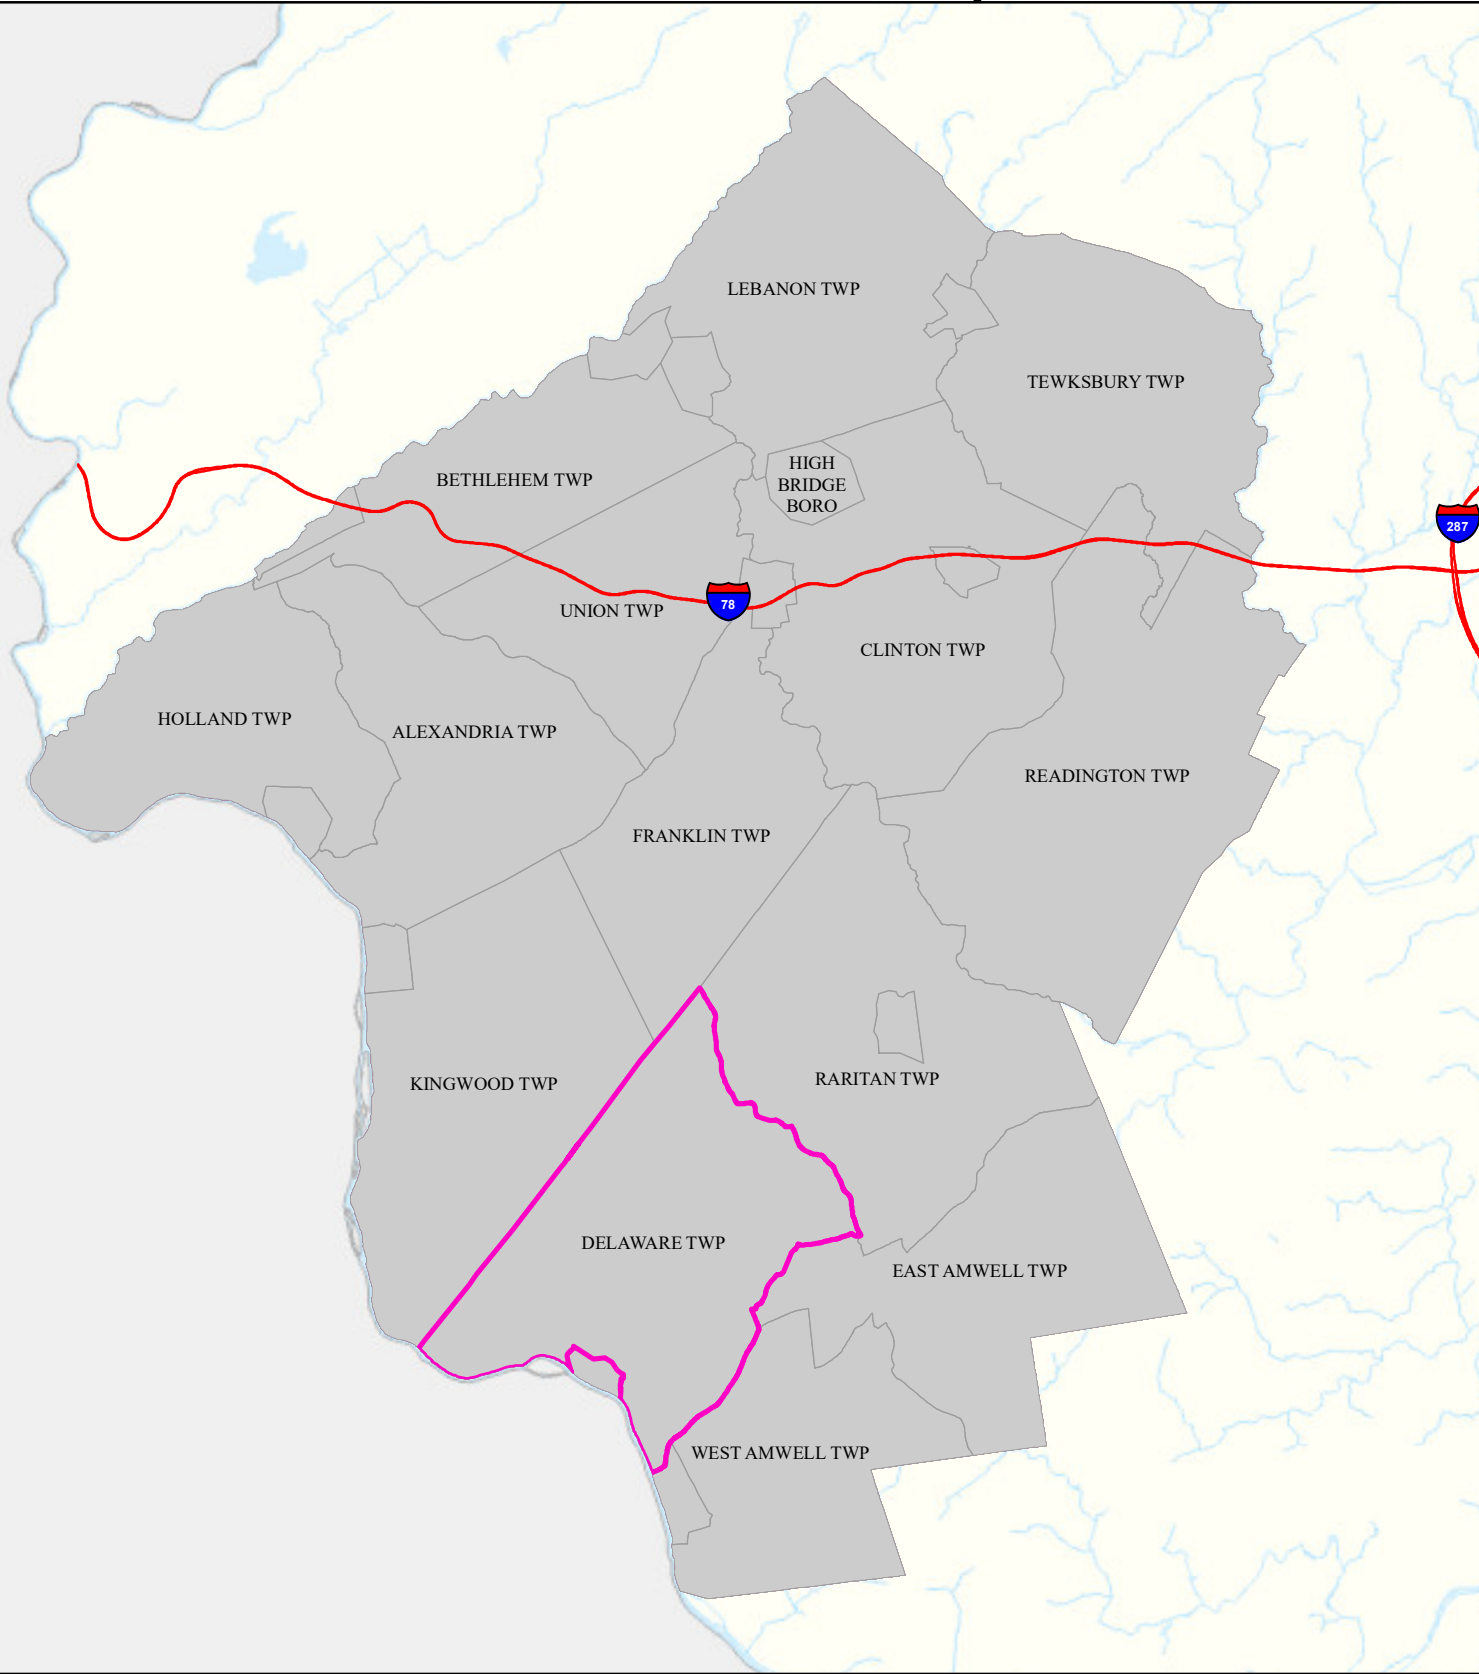 LEBANON TWP
TEWKSBURY TWP
HIGH
BRIDGE
BORO
BETHLEHEM TWP
287
78
UNION TWP
CLINTON TWP
HOLLAND TWP
ALEXANDRIA TWP
READINGTON TWP
FRANKLIN TWP
RARITAN TWP
KINGWOOD TWP
DELAWARE TWP
EAST AMWELL TWP
WEST AMWELL TWP